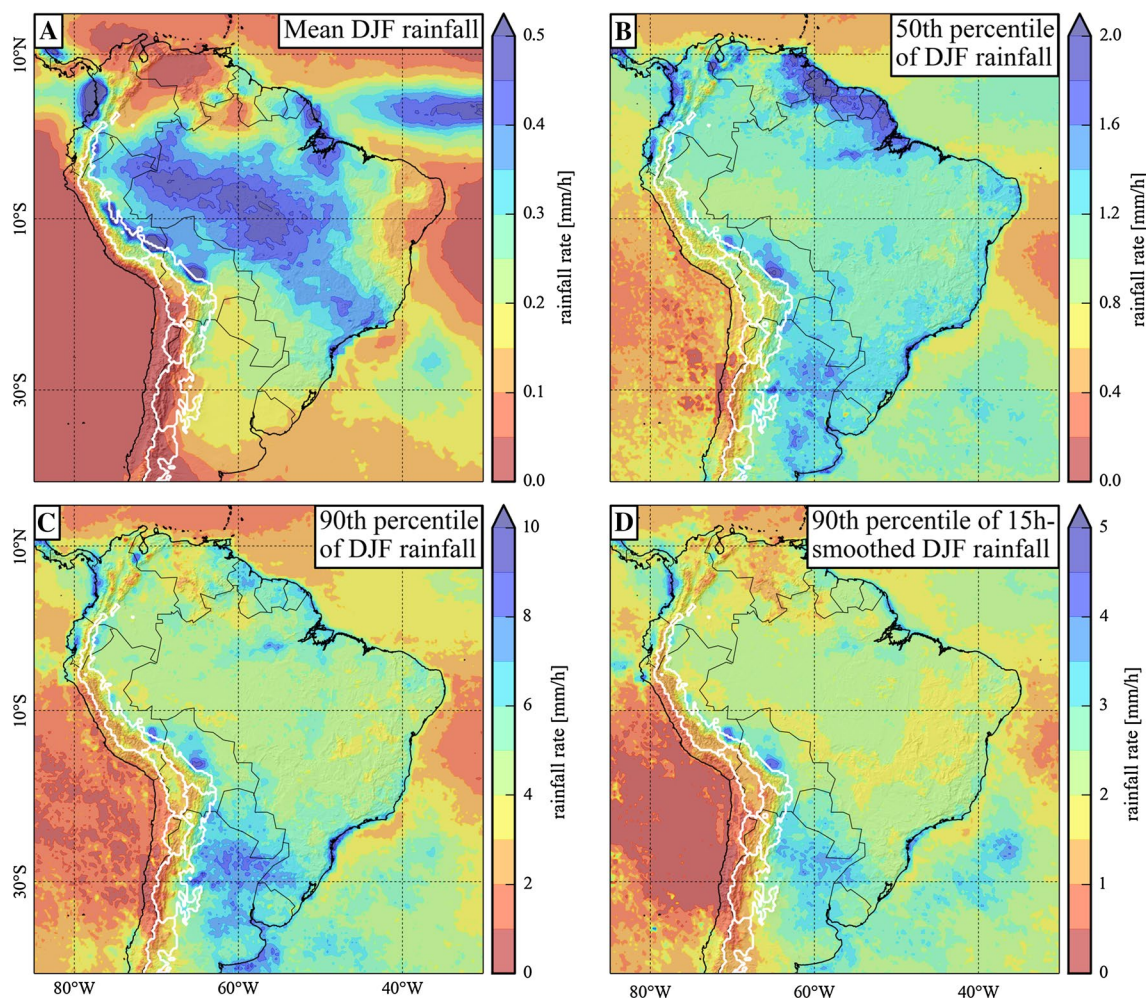 A
Mean DJF rainfall
10°N
10°S
30°S
0.5
0.4
0.3
0.2
0.1
0.0
rainfall rate [mm/h]
B
50th percentile
of DJF rainfall
2.0
1.6
1.2
0.8
0.4
0.0
rainfall rate [mm/h]
C
90th percentile
of DJF rainfall
10°N
10°S
30°S
80°W
60°W
40°W
10
8
6
4
2
0
rainfall rate [mm/h]
D
90th percentile of 15h-
smoothed DJF rainfall
80°W
60°W
40°W
5
4
3
2
1
0
rainfall rate [mm/h]